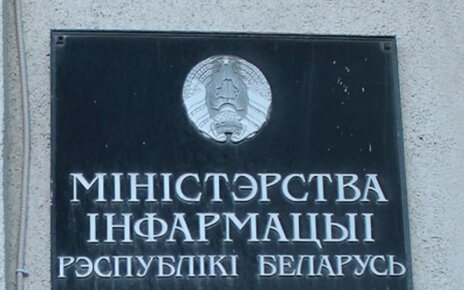 МІНІСТЭРСТВА
ІНФАРМАЦЫІ
РЭСПУБЛІКІ БЕЛАРУСЬ